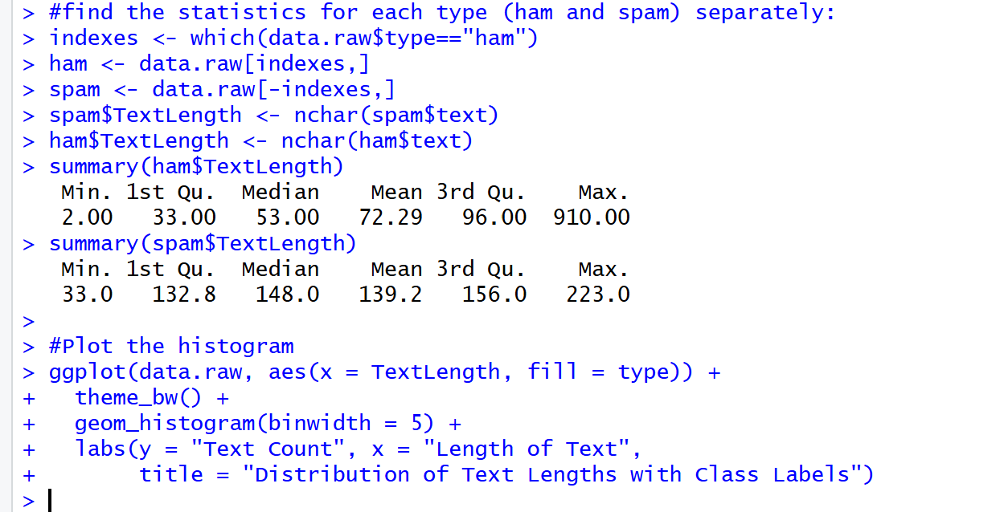 > #find the statistics for each type (ham and spam) separately:
> indexes <- which(data.raw$type=="ham")
> ham <- data.raw[indexes,]
> spam <- data.raw[-indexes,]
> spam$TextLength <- nchar(spam$text)
> ham$TextLength <- nchar(ham$text)
> summary(ham$TextLength)
   Min. 1st Qu.  Median    Mean 3rd Qu.    Max.
   2.00   33.00   53.00   72.29   96.00  910.00
> summary(spam$TextLength)
   Min. 1st Qu.  Median    Mean 3rd Qu.    Max.
   33.0   132.8   148.0   139.2   156.0   223.0
>
> #Plot the histogram
> ggplot(data.raw, aes(x = TextLength, fill = type)) +
+   theme_bw() +
+   geom_histogram(binwidth = 5) +
+   labs(y = "Text Count", x = "Length of Text",
+        title = "Distribution of Text Lengths with Class Labels")
>